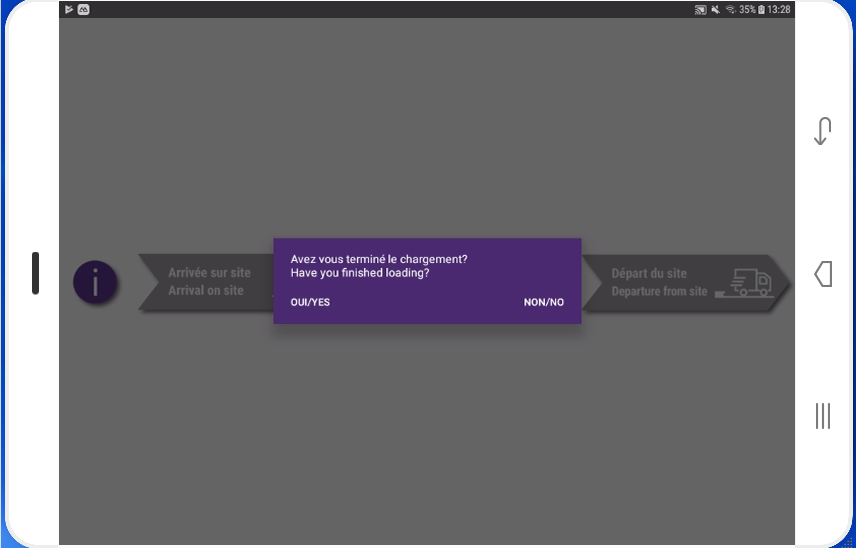 35% 13:28
Avez vous terminé le chargement?
Have you finished loading?
OUI/YES NON/NO
i
Arrivée sur site
Arrival on site
Départ du site
Departure from site